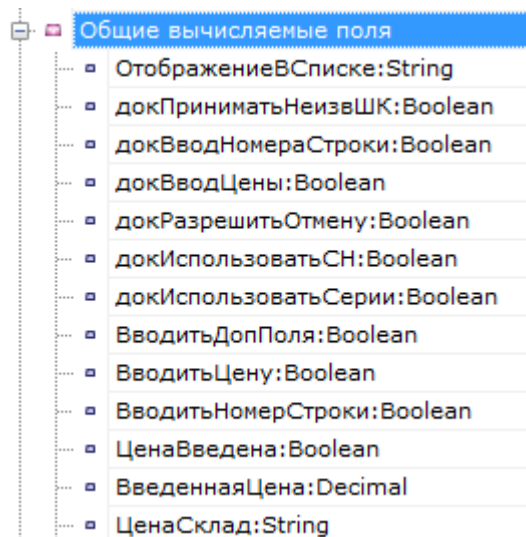 Общие вычисляемые поля
ОтображениеВСписке:String
докПриниматьНеизвШК:Boolean
докВводНомераСтроки:Boolean
докВводЦены:Boolean
докРазрешитьОтмену:Boolean
докИспользоватьСН:Boolean
докИспользоватьСерии:Boolean
ВводитьДопПоля:Boolean
ВводитьЦену:Boolean
ВводитьНомерСтроки:Boolean
ЦенаВведена:Boolean
ВведеннаяЦена:Decimal
ЦенаСклад:String